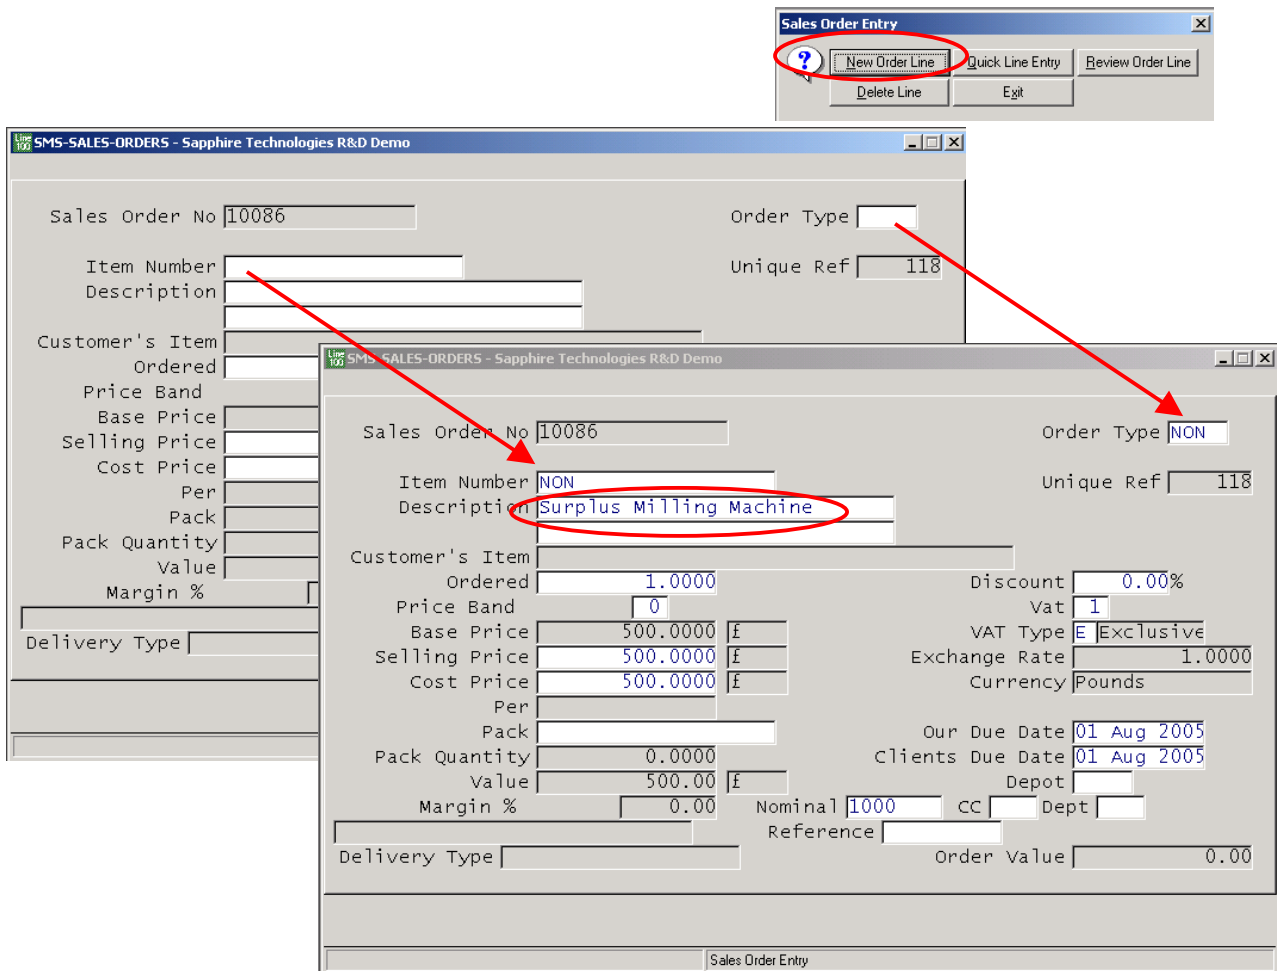 Sales Order Entry
New Order Line Quick Line Entry Review Order Line
Delete Line Exit
Line 100 SMS-SALES-ORDERS - Sapphire Technologies R&D Demo
Sales Order No 10086 Order Type
Item Number Unique Ref 118
Description
Customer's Item
Ordered
Price Band
Base Price
Selling Price
Cost Price
Per
Pack
Pack Quantity
Value
Margin %
Delivery Type
Line 100 SMS-SALES-ORDERS - Sapphire Technologies R&D Demo
Sales Order No 10086 Order Type NON
Item Number NON Unique Ref 118
Description Surplus Milling Machine
Customer's Item
Ordered 1.0000 Discount 0.00%
Price Band 0 Vat 1
Base Price 500.0000 £ VAT Type E Exclusive
Selling Price 500.0000 £ Exchange Rate 1.0000
Cost Price 500.0000 £ Currency Pounds
Per
Pack Our Due Date 01 Aug 2005
Pack Quantity 0.0000 Clients Due Date 01 Aug 2005
Value 500.00 £ Depot
Margin % 0.00 Nominal 1000 CC Dept
Reference
Delivery Type Order Value 0.00
Sales Order Entry